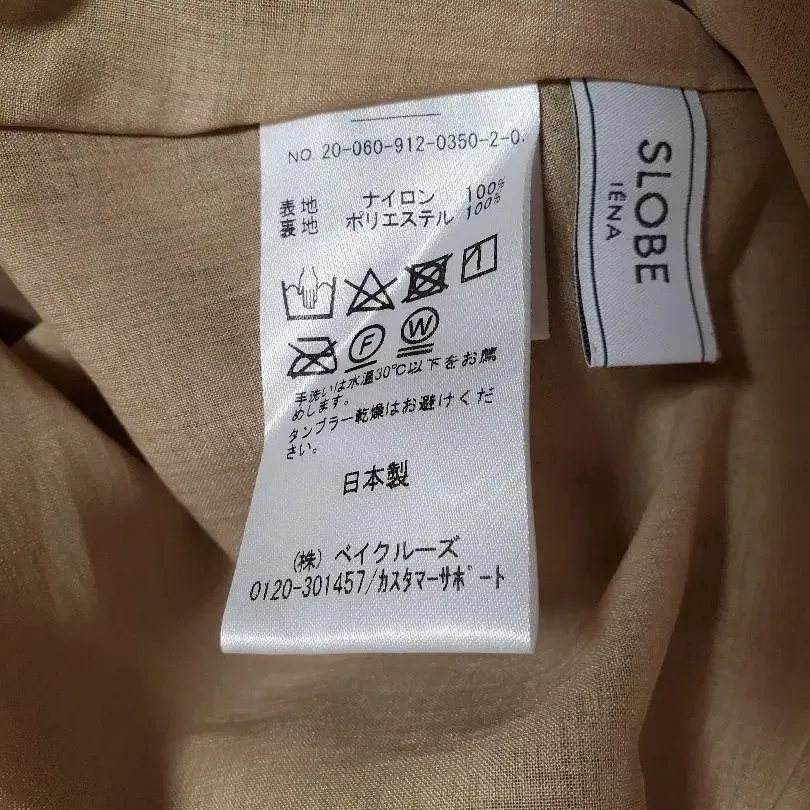 NO. 20-060-912-0350-2-0.
表地 ナイロン 100%
裏地 ポリエステル 100%
F W
手洗いは水温30℃以下をお薦
めします。
タンブラー乾燥はお避けくだ
さい。
日本製
(株) ベイクルーズ
0120-301457/カスタマーサポート
SLOBE
IÉNA